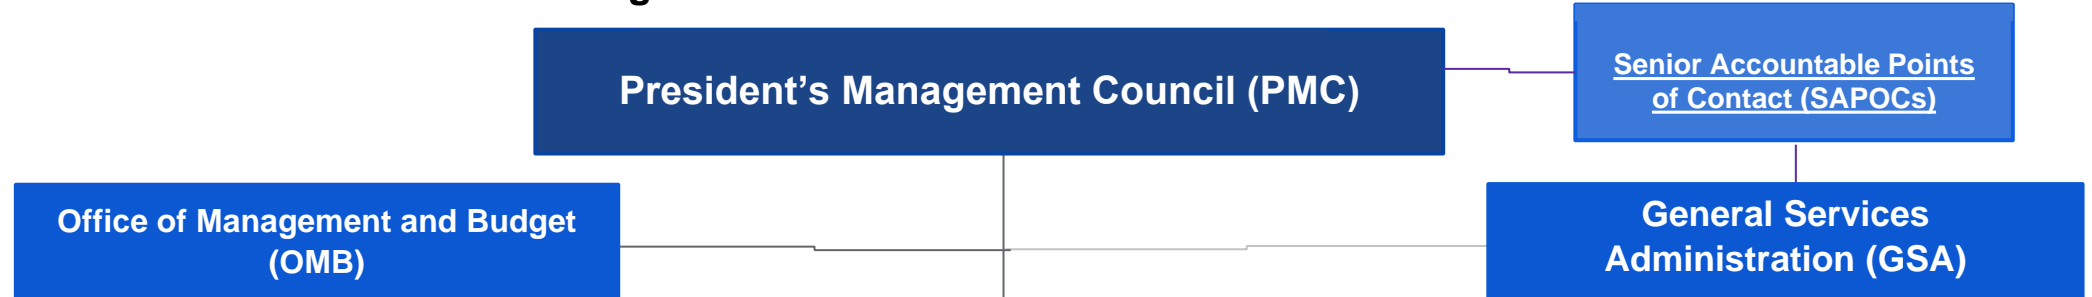 President’s Management Council (PMC)
Senior Accountable Points
of Contact (SAPOCs)
Office of Management and Budget
(OMB)
General Services
Administration (GSA)